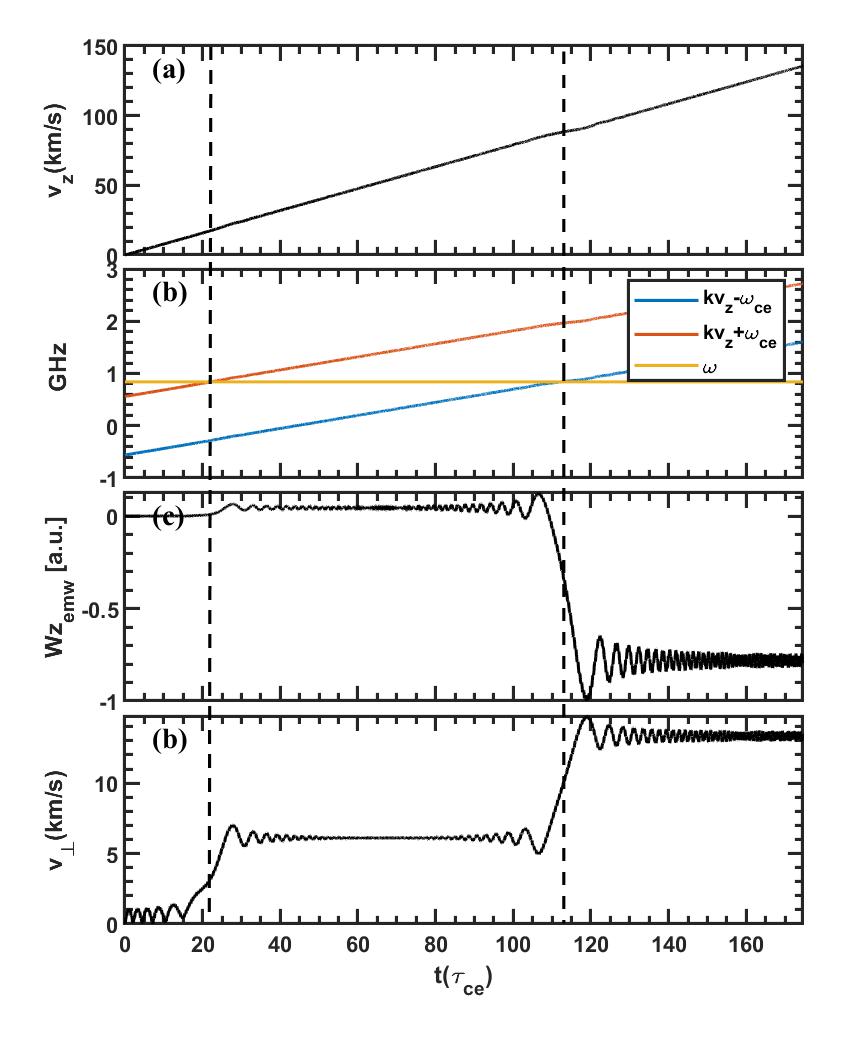 (a)
150
100
50
0
v_z(km/s)
(b)
3
2
1
0
-1
GHz
kv_z-ω_ce
kv_z+ω_ce
ω
(c)
0
-0.5
-1
Wz_emw [a.u.]
(b)
10
5
0
v_⊥(km/s)
0 20 40 60 80 100 120 140 160
t(τ_ce)